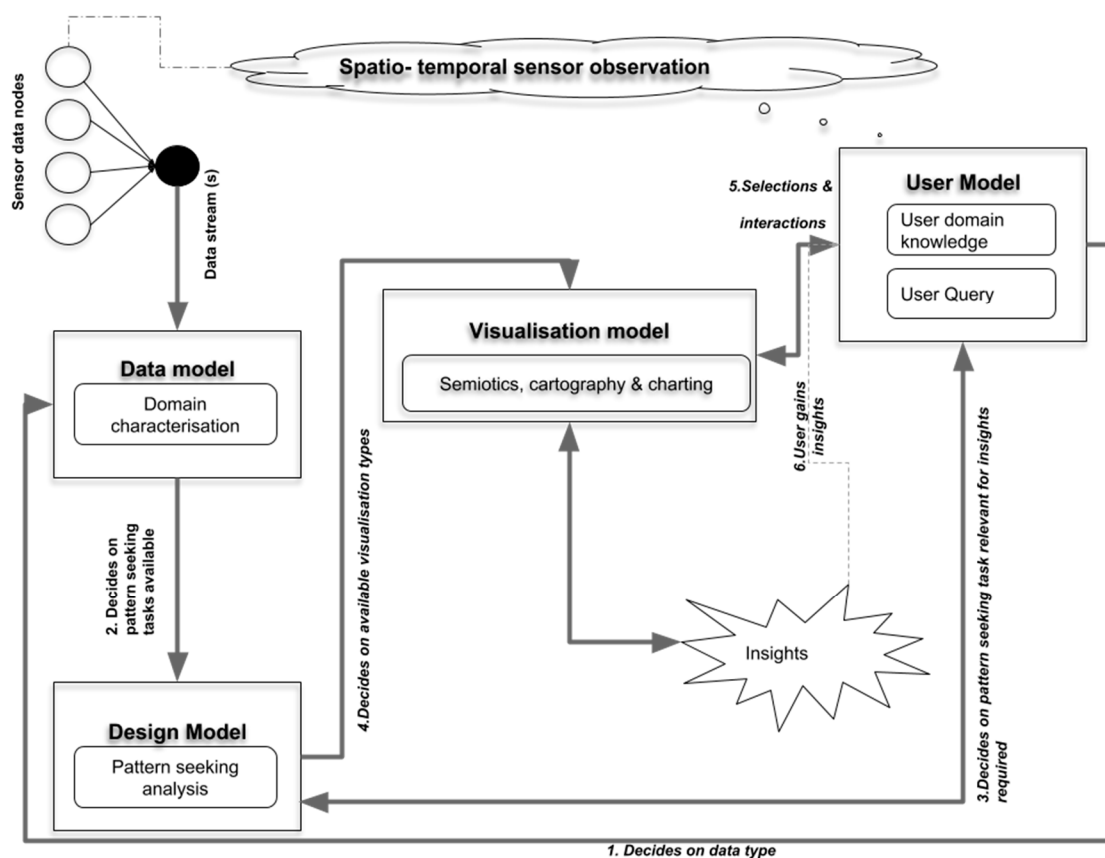 Spatio- temporal sensor observation
Sensor data nodes
Data stream (s)
5.Selections &
interactions
User Model
User domain
knowledge
User Query
Visualisation model
Semiotics, cartography & charting
Data model
Domain
characterisation
6.User gains
insights
2. Decides on
pattern seeking
tasks available
4.Decides on available visualisation types
3.Decides on pattern seeking task relevant for insights
required
Insights
Design Model
Pattern seeking
analysis
1. Decides on data type